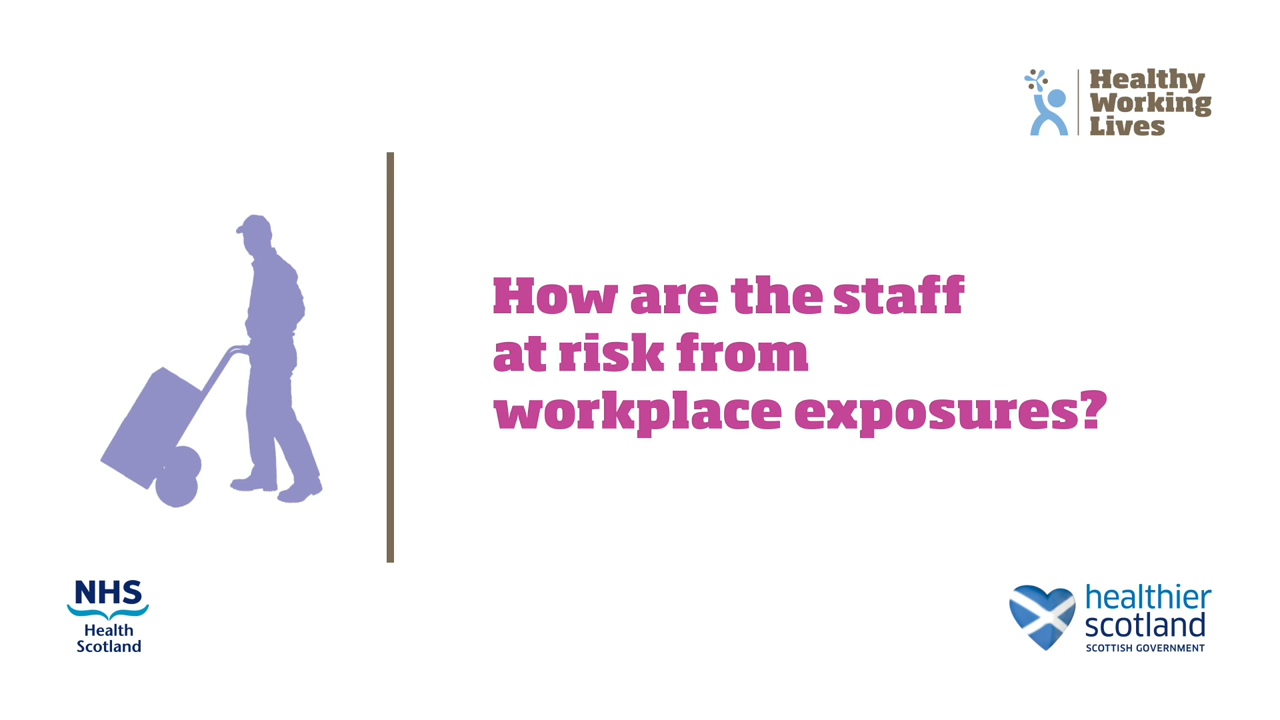 Healthy
Working
Lives
How are the staff
at risk from
workplace exposures?
NHS
Health
Scotland
healthier
scotland
SCOTTISH GOVERNMENT